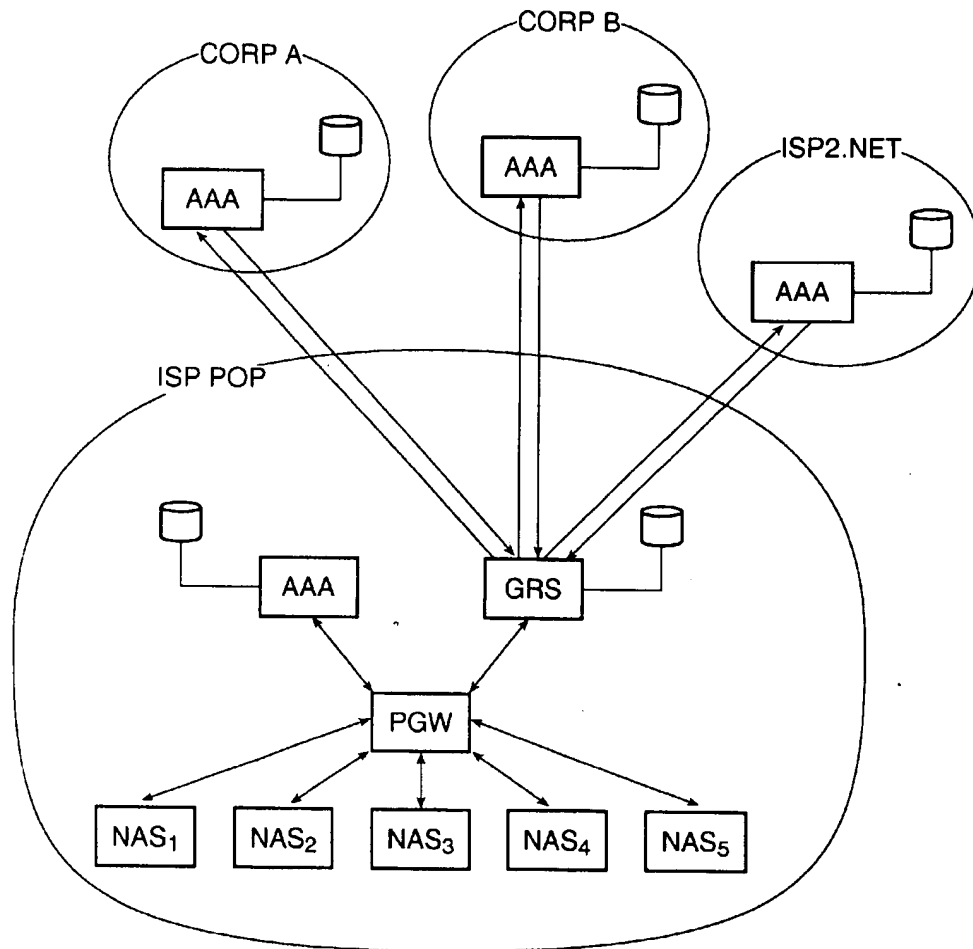 CORP A
CORP B
ISP2.NET
AAA
AAA
AAA
ISP POP
AAA
GRS
PGW
NAS1
NAS2
NAS3
NAS4
NAS5